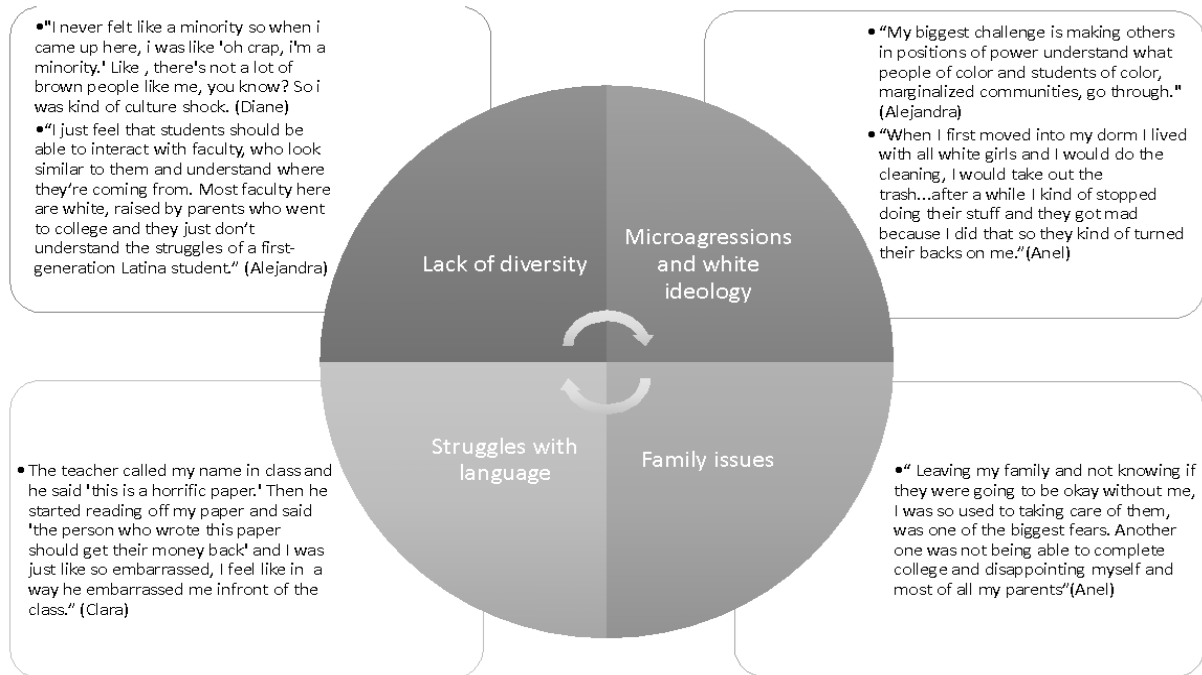 •"I never felt like a minority so when i
came up here, i was like 'oh crap, i'm a
minority.' Like , there's not a lot of
brown people like me, you know? So i
was kind of culture shock. (Diane)
•“I just feel that students should be
able to interact with faculty, who look
similar to them and understand where
they’re coming from. Most faculty here
are white, raised by parents who went
to college and they just don’t
understand the struggles of a first-
generation Latina student.” (Alejandra)
• “My biggest challenge is making others
in positions of power understand what
people of color and students of color,
marginalized communities, go through."
(Alejandra)
• “When I first moved into my dorm I lived
with all white girls and I would do the
cleaning, I would take out the
trash...after a while I kind of stopped
doing their stuff and they got mad
because I did that so they kind of turned
their backs on me.”(Anel)
Lack of diversity
Microagressions
and white
ideology
Struggles with
language
Family issues
• The teacher called my name in class and
he said 'this is a horrific paper.' Then he
started reading off my paper and said
'the person who wrote this paper
should get their money back' and I was
just like so embarrassed, I feel like in a
way he embarrassed me infront of the
class.” (Clara)
•“ Leaving my family and not knowing if
they were going to be okay without me,
I was so used to taking care of them,
was one of the biggest fears. Another
one was not being able to complete
college and disappointing myself and
most of all my parents”(Anel)